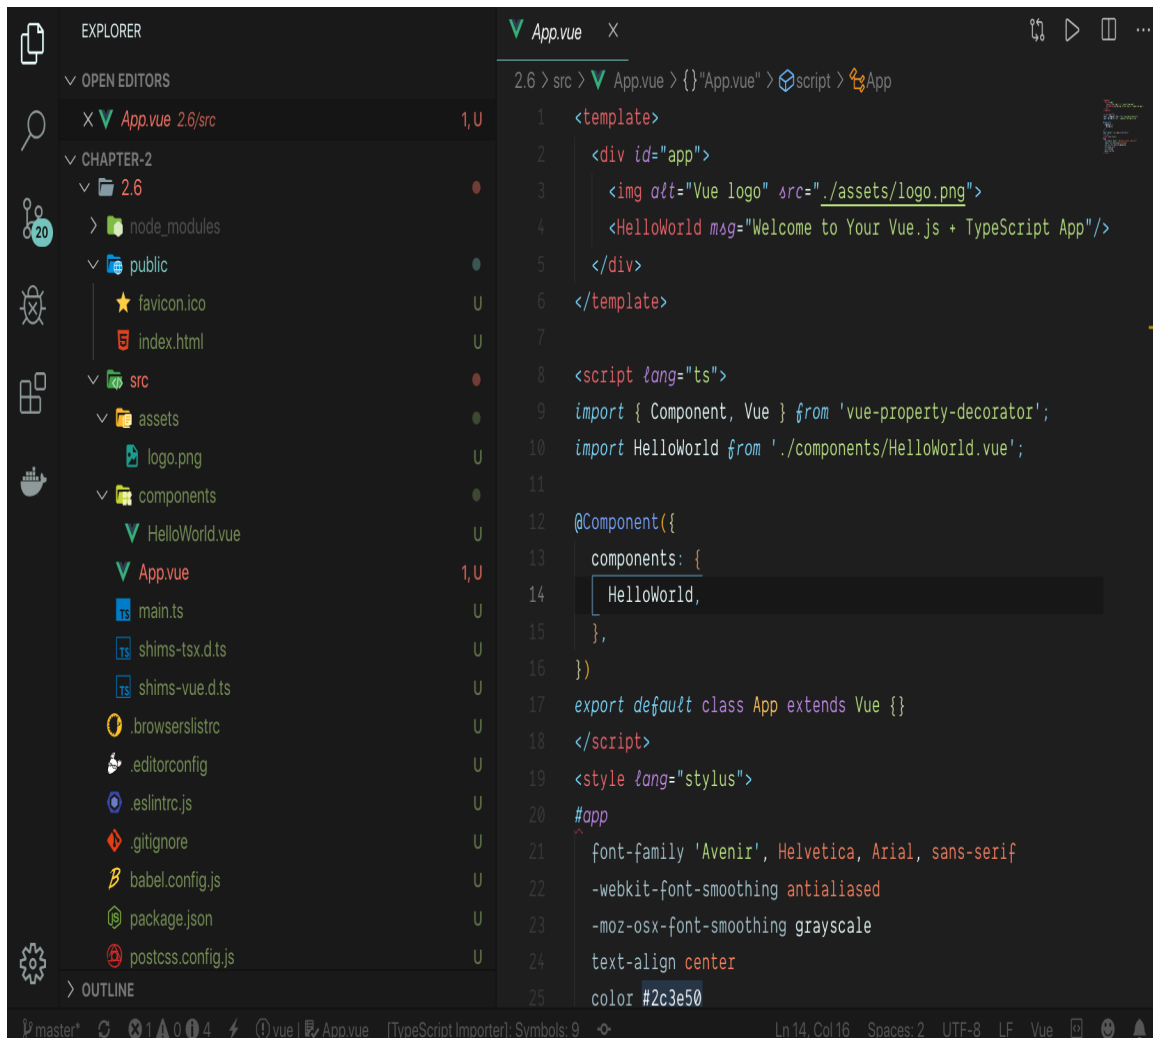 EXPLORER
OPEN EDITORS
App.vue 2.6/src 1, U
CHAPTER-2
2.6
node_modules
public
favicon.ico U
index.html U
src
assets
logo.png U
components
HelloWorld.vue U
App.vue 1, U
main.ts U
shims-tsx.d.ts U
shims-vue.d.ts U
.browserslistrc U
.editorconfig U
.eslintrc.js U
.gitignore U
babel.config.js U
package.json U
postcss.config.js U
OUTLINE
20
App.vue
2.6 > src > App.vue > {} "App.vue" > script > App
1 <template>
2 <div id="app">
3 <img alt="Vue logo" src="./assets/logo.png">
4 <HelloWorld msg="Welcome to Your Vue.js + TypeScript App"/>
5 </div>
6 </template>
7
8 <script lang="ts">
9 import { Component, Vue } from 'vue-property-decorator';
10 import HelloWorld from './components/HelloWorld.vue';
11
12 @Component({
13 components: {
14 HelloWorld,
15 },
16 })
17 export default class App extends Vue {}
18 </script>
19 <style lang="stylus">
20 #app
21 font-family 'Avenir', Helvetica, Arial, sans-serif
22 -webkit-font-smoothing antialiased
23 -moz-osx-font-smoothing grayscale
24 text-align center
25 color #2c3e50
master* 1 0 4 vue | App.vue [TypeScript Importer]: Symbols: 9 Ln 14, Col 16 Spaces: 2 UTF-8 LF Vue